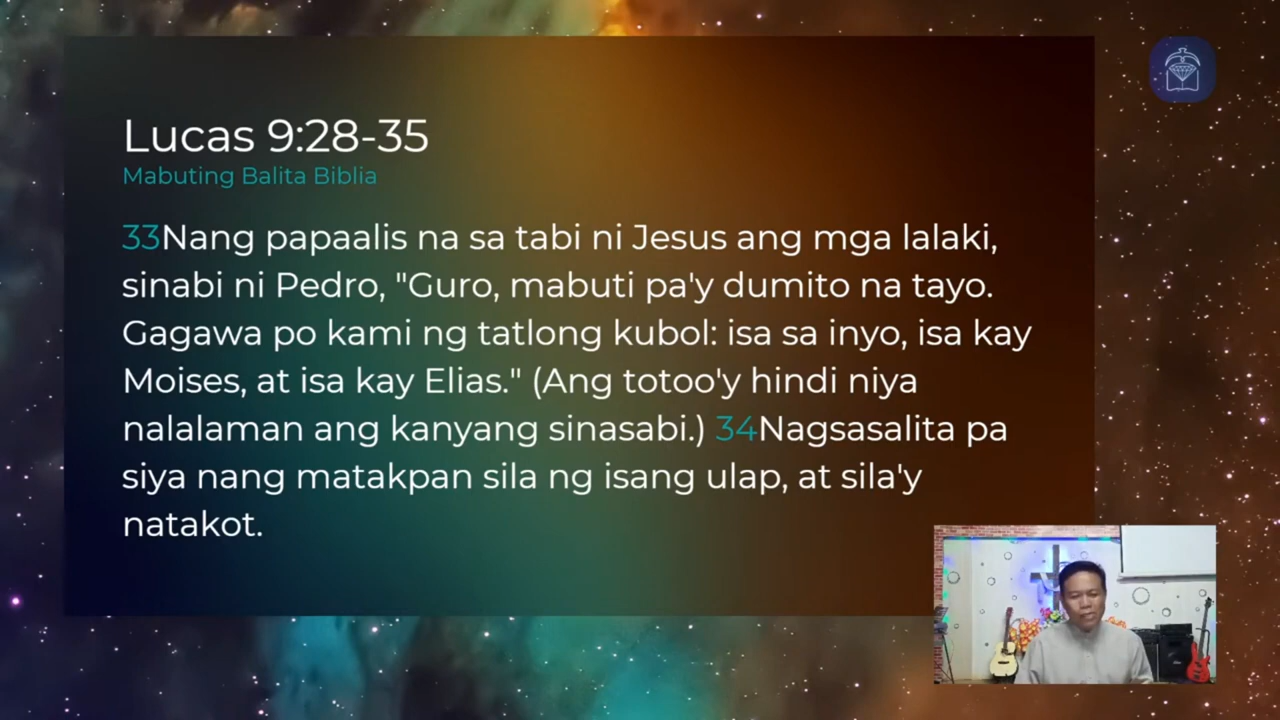 Lucas 9:28-35
Mabuting Balita Biblia
33Nang papaalis na sa tabi ni Jesus ang mga lalaki,
sinabi ni Pedro, "Guro, mabuti pa'y dumito na tayo.
Gagawa po kami ng tatlong kubol: isa sa inyo, isa kay
Moises, at isa kay Elias." (Ang totoo'y hindi niya
nalalaman ang kanyang sinasabi.) 34Nagsasalita pa
siya nang matakpan sila ng isang ulap, at sila'y
natakot.